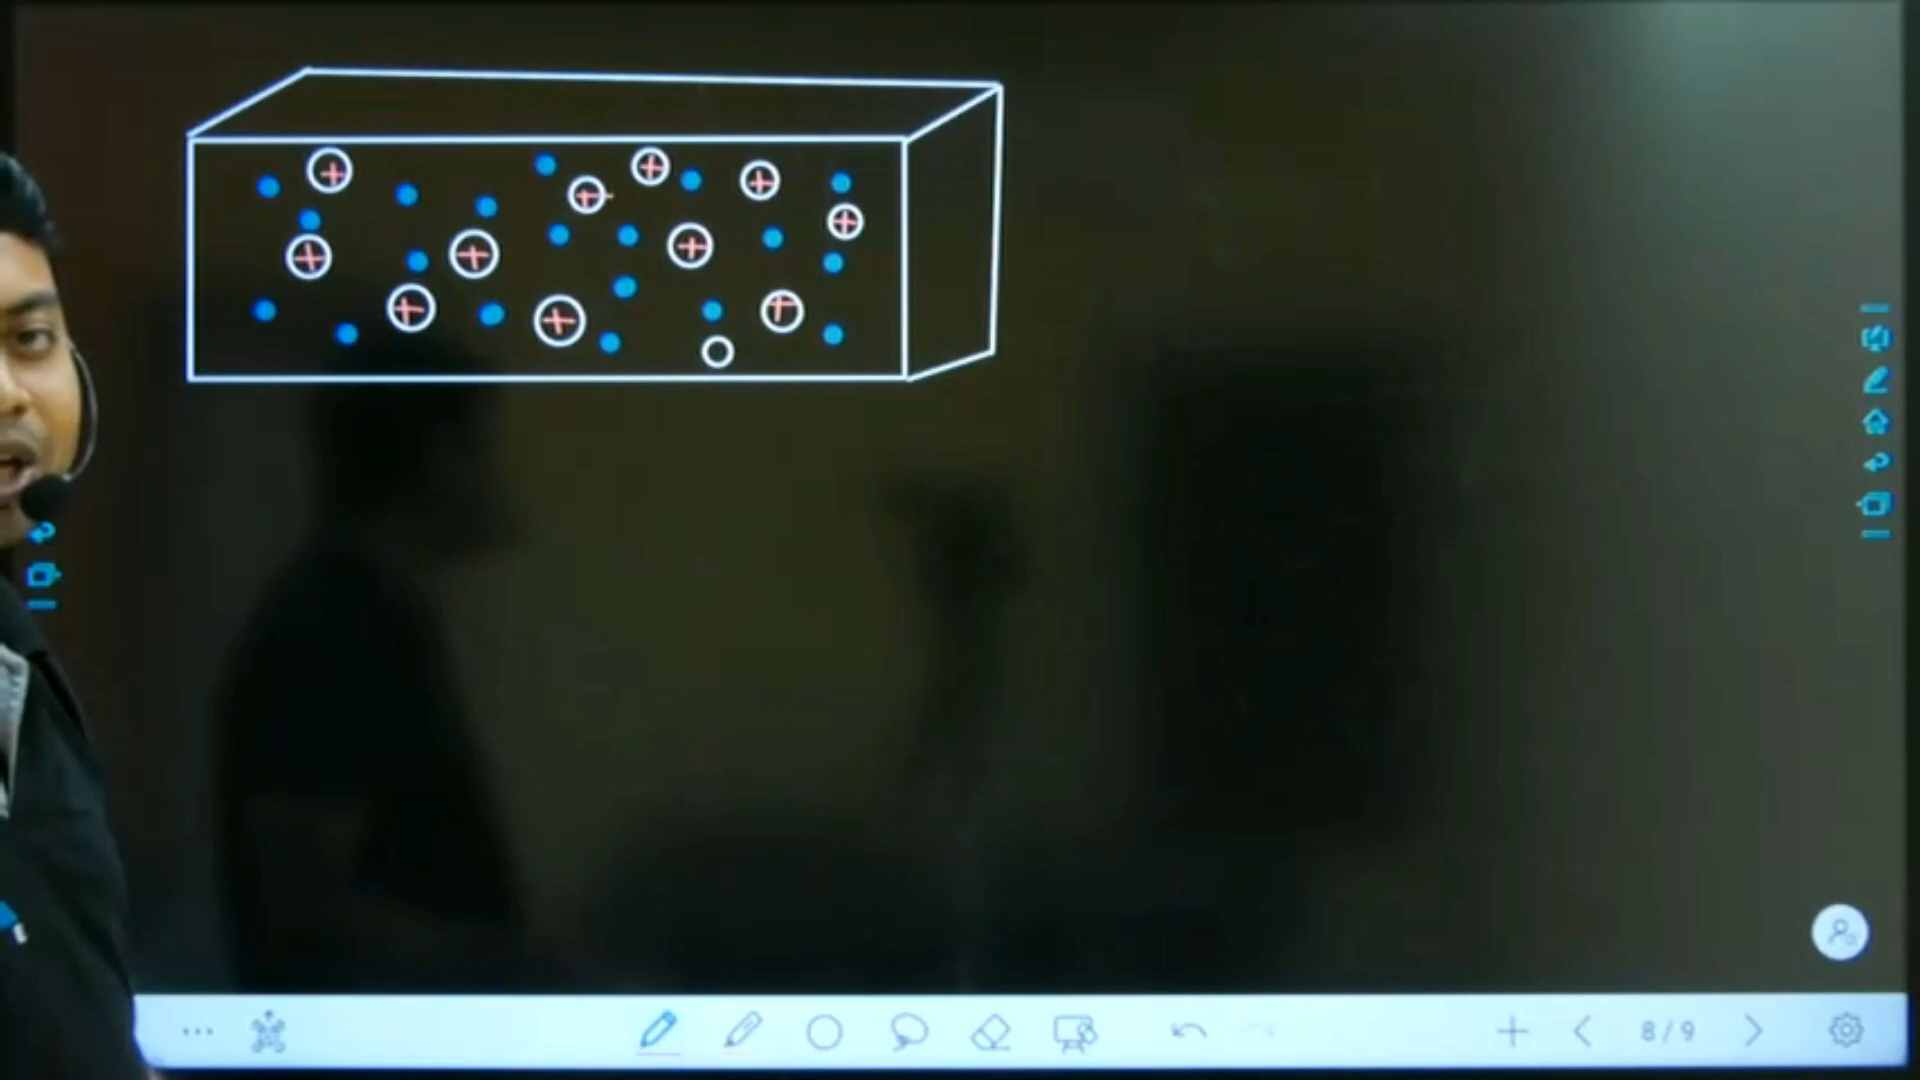 + + + + +
+ + + +
+ + +
8/9